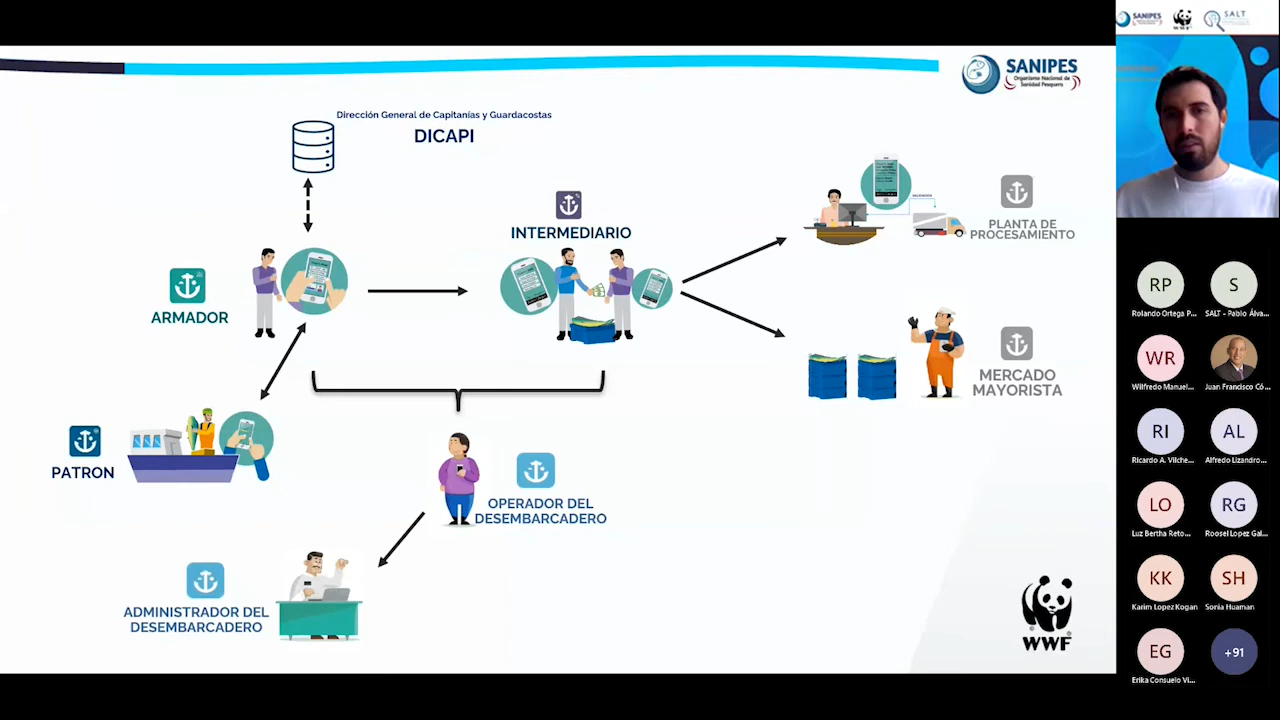 SANIPES
Organismo Nacional de
Sanidad Pesquera
Dirección General de Capitanías y Guardacostas
DICAPI
INTERMEDIARIO
ARMADOR
PLANTA DE
PROCESAMIENTO
MERCADO
MAYORISTA
PATRON
OPERADOR DEL
DESEMBARCADERO
ADMINISTRADOR DEL
DESEMBARCADERO
WWF
SANIPES
WWF
SALT
RP
Rolando Ortega P...
S
SALT - Pablo Álva...
WR
Wilfredo Manuel...
Juan Francisco Có...
RI
Ricardo A. Vilche...
AL
Alfredo Lizandro...
LO
Luz Bertha Reto...
RG
Roosel Lopez Gal...
KK
Karim Lopez Kogan
SH
Sonia Huaman
EG
Erika Consuelo Vi...
+91